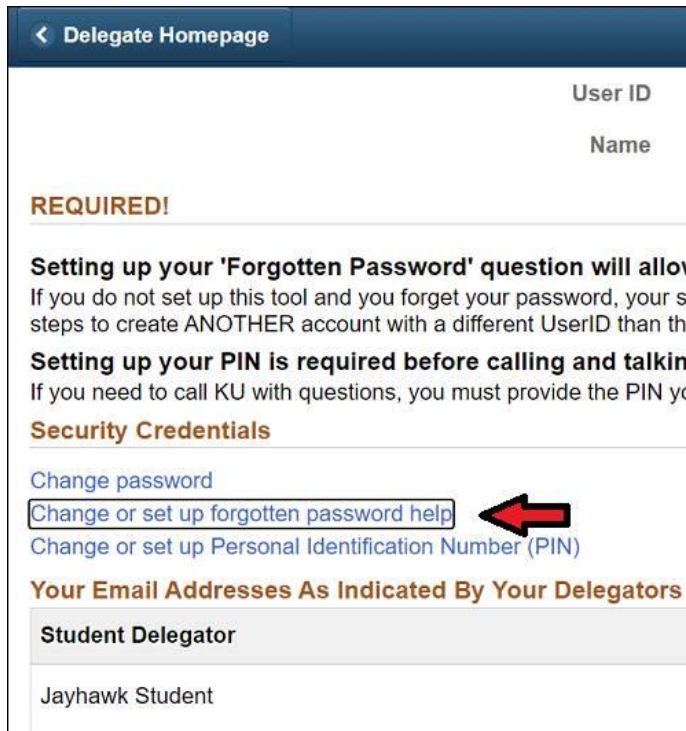 Delegate Homepage
User ID
Name
REQUIRED!
Setting up your 'Forgotten Password' question will allow
If you do not set up this tool and you forget your password, your s
steps to create ANOTHER account with a different UserID than th
Setting up your PIN is required before calling and talkin
If you need to call KU with questions, you must provide the PIN yo
Security Credentials
Change password
Change or set up forgotten password help
Change or set up Personal Identification Number (PIN)
Your Email Addresses As Indicated By Your Delegators
Student Delegator
Jayhawk Student